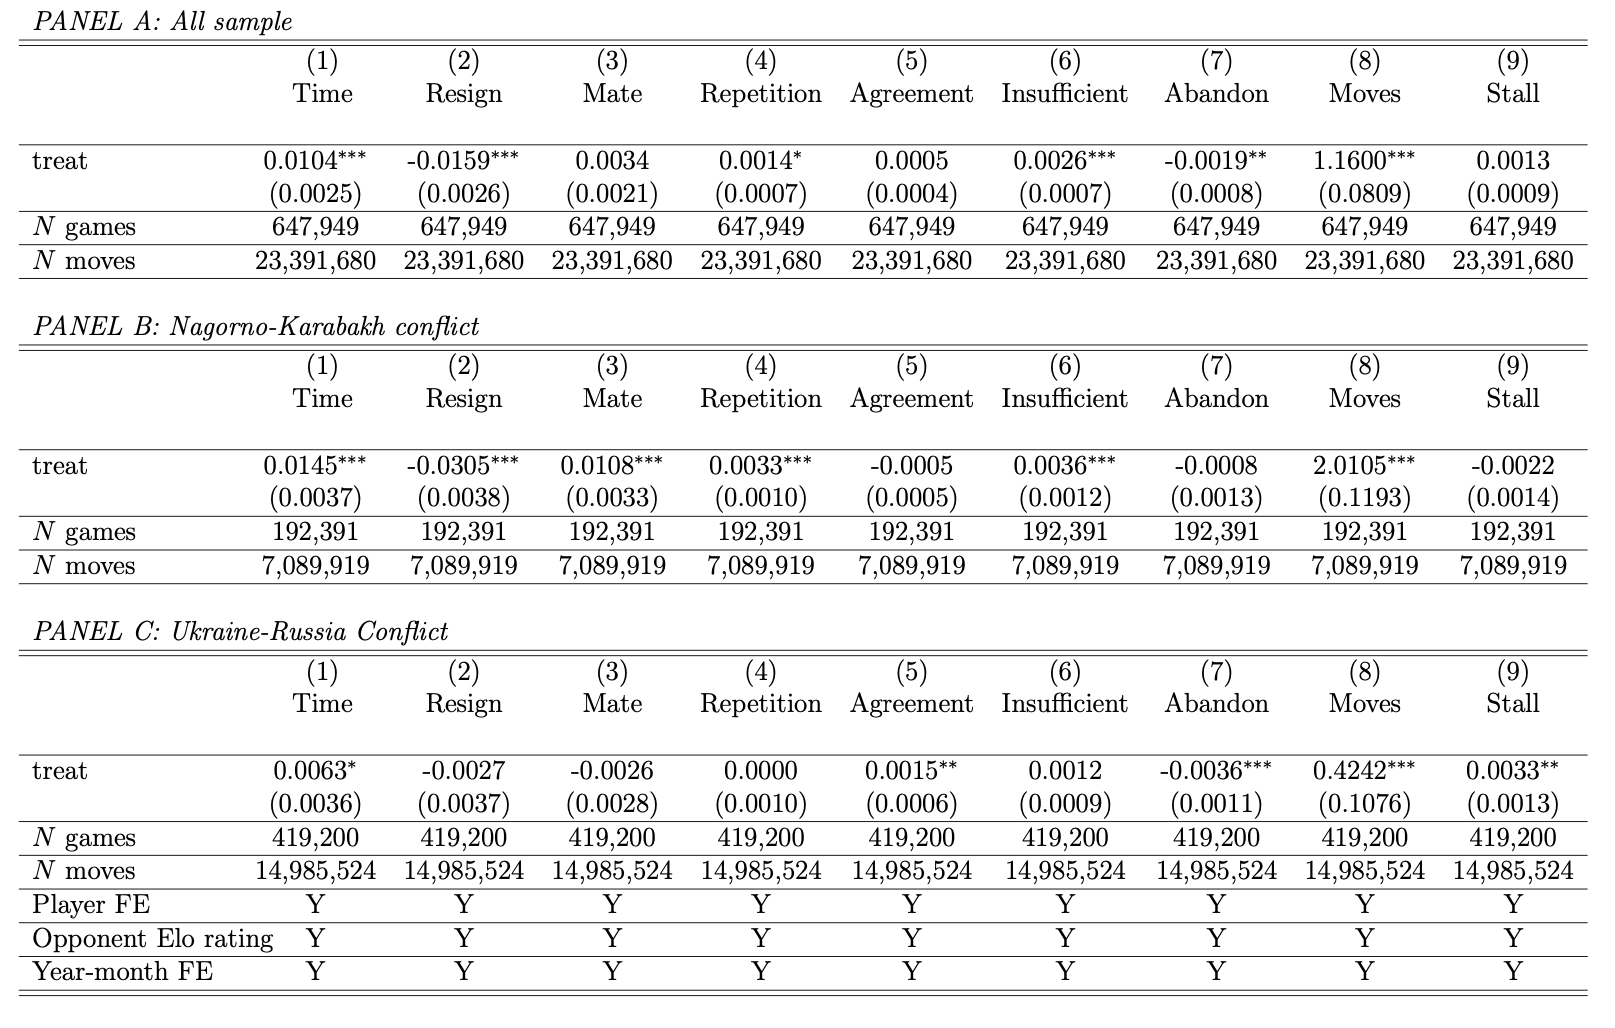 PANEL A: All sample
(1) (2) (3) (4) (5) (6) (7) (8) (9)
Time Resign Mate Repetition Agreement Insufficient Abandon Moves Stall
treat 0.0104*** -0.0159*** 0.0034 0.0014* 0.0005 0.0026*** -0.0019** 1.1600*** 0.0013
(0.0025) (0.0026) (0.0021) (0.0007) (0.0004) (0.0007) (0.0008) (0.0809) (0.0009)
N games 647,949 647,949 647,949 647,949 647,949 647,949 647,949 647,949 647,949
N moves 23,391,680 23,391,680 23,391,680 23,391,680 23,391,680 23,391,680 23,391,680 23,391,680 23,391,680
PANEL B: Nagorno-Karabakh conflict
(1) (2) (3) (4) (5) (6) (7) (8) (9)
Time Resign Mate Repetition Agreement Insufficient Abandon Moves Stall
treat 0.0145*** -0.0305*** 0.0108*** 0.0033*** -0.0005 0.0036*** -0.0008 2.0105*** -0.0022
(0.0037) (0.0038) (0.0033) (0.0010) (0.0005) (0.0012) (0.0013) (0.1193) (0.0014)
N games 192,391 192,391 192,391 192,391 192,391 192,391 192,391 192,391 192,391
N moves 7,089,919 7,089,919 7,089,919 7,089,919 7,089,919 7,089,919 7,089,919 7,089,919 7,089,919
PANEL C: Ukraine-Russia Conflict
(1) (2) (3) (4) (5) (6) (7) (8) (9)
Time Resign Mate Repetition Agreement Insufficient Abandon Moves Stall
treat 0.0063* -0.0027 -0.0026 0.0000 0.0015** 0.0012 -0.0036*** 0.4242*** 0.0033**
(0.0036) (0.0037) (0.0028) (0.0010) (0.0006) (0.0009) (0.0011) (0.1076) (0.0013)
N games 419,200 419,200 419,200 419,200 419,200 419,200 419,200 419,200 419,200
N moves 14,985,524 14,985,524 14,985,524 14,985,524 14,985,524 14,985,524 14,985,524 14,985,524 14,985,524
Player FE Y Y Y Y Y Y Y Y Y
Opponent Elo rating Y Y Y Y Y Y Y Y Y
Year-month FE Y Y Y Y Y Y Y Y Y